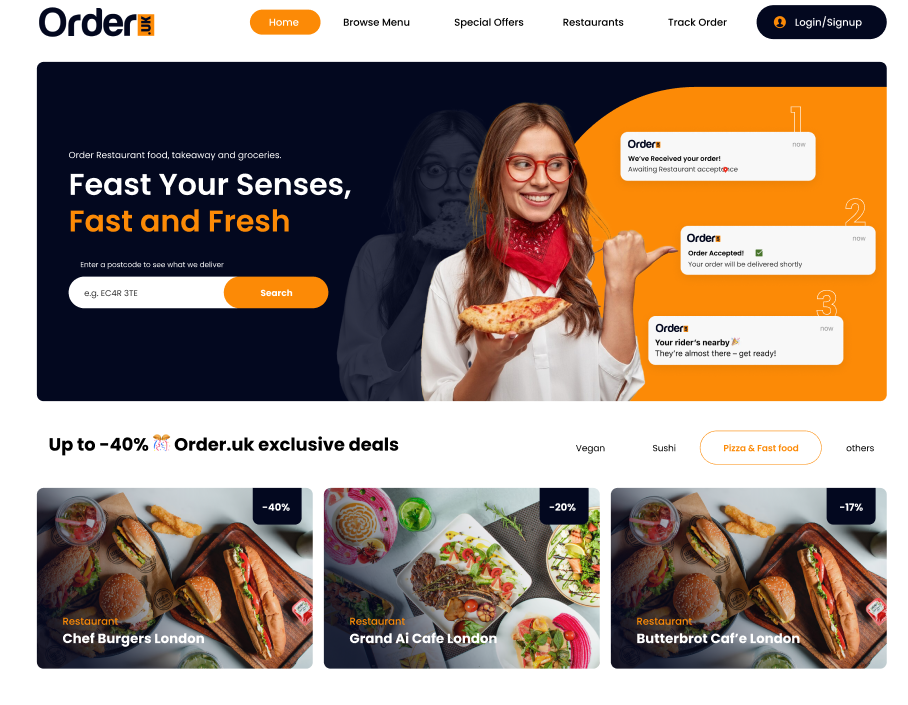 Order.uk
Home
Browse Menu
Special Offers
Restaurants
Track Order
Login/Signup
Order Restaurant food, takeaway and groceries.
Feast Your Senses,
Fast and Fresh
Enter a postcode to see what we deliver
e.g. EC4R 3TE
Search
1
Order.uk
now
We've Received your order!
Awaiting Restaurant acceptance
2
Order.uk
now
Order Accepted! ✅
Your order will be delivered shortly
3
Order.uk
now
Your rider's nearby 🎉
They're almost there – get ready!
Up to -40% 🎊 Order.uk exclusive deals
Vegan
Sushi
Pizza & Fast food
others
-40%
Restaurant
Chef Burgers London
-20%
Restaurant
Grand Ai Cafe London
-17%
Restaurant
Butterbrot Caf'e London